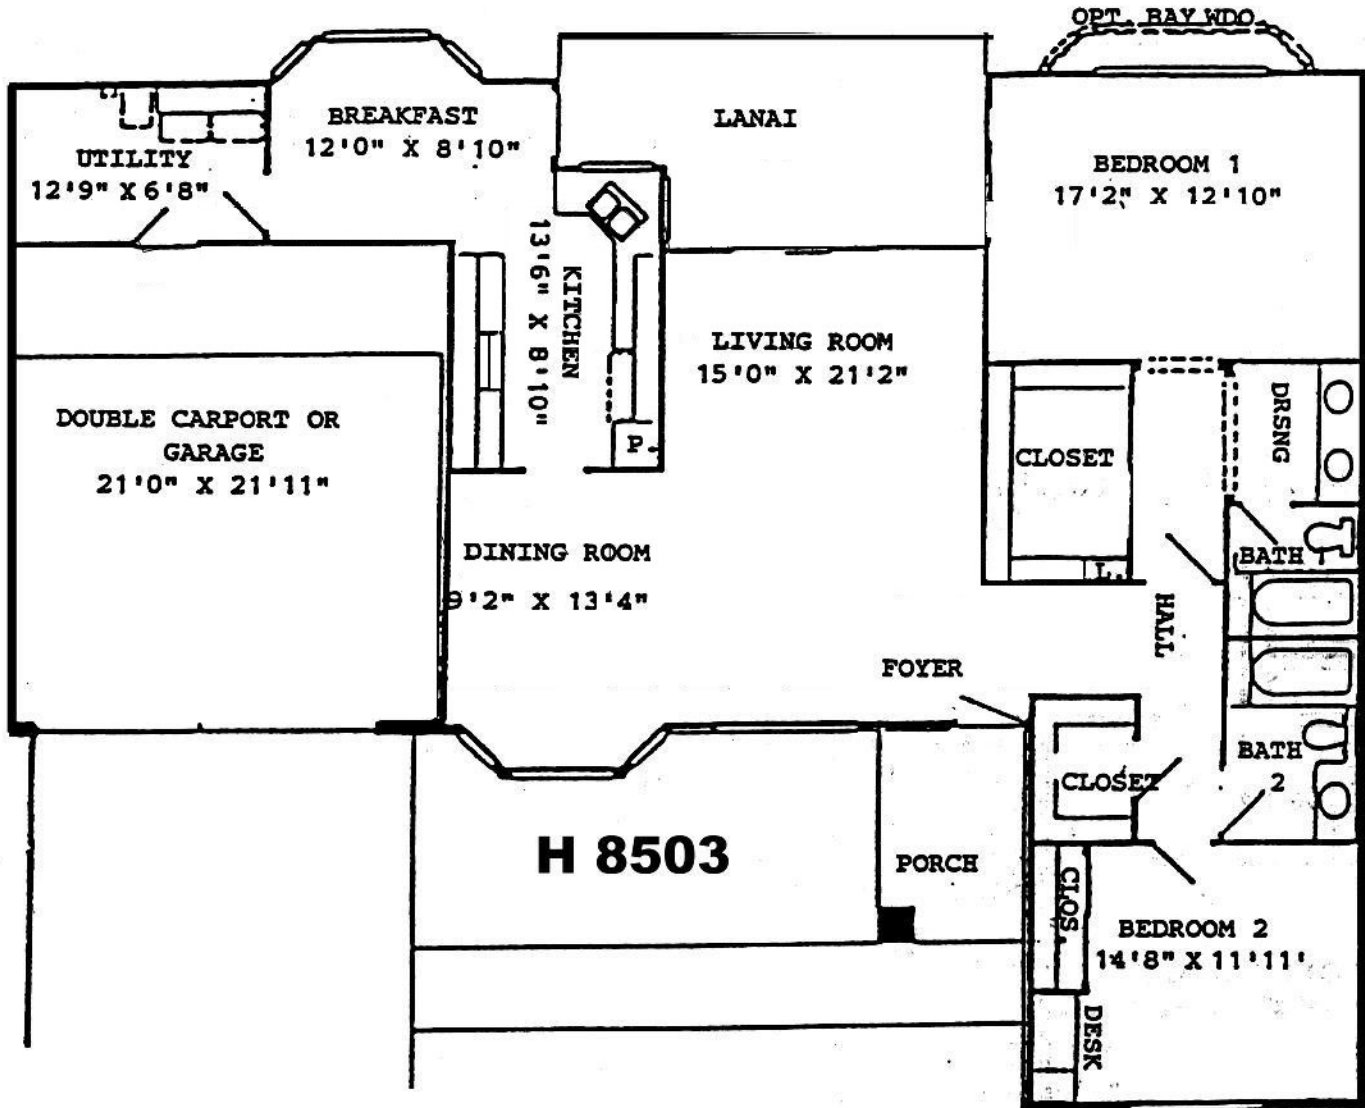 OPT. BAY WDO.
BREAKFAST
12'0" X 8'10"
LANAI
UTILITY
12'9" X 6'8"
BEDROOM 1
17'2" X 12'10"
KITCHEN
13'6" X 8'10"
LIVING ROOM
15'0" X 21'2"
DOUBLE CARPORT OR
GARAGE
21'0" X 21'11"
P.
CLOSET
DRSNG
DINING ROOM
9'2" X 13'4"
L.
BATH 1
HALL
FOYER
CLOSET
BATH
2
H 8503
PORCH
CLOS.
BEDROOM 2
14'8" X 11'11'
DESK